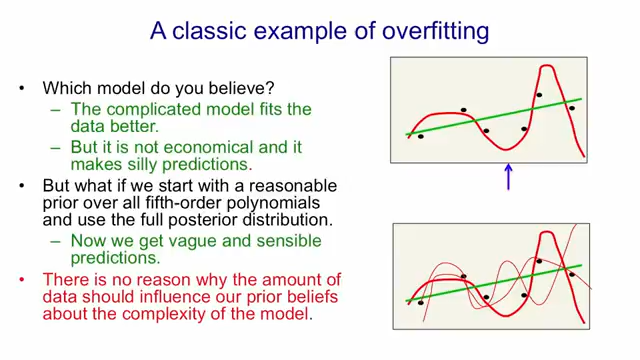 A classic example of overfitting
• Which model do you believe?
– The complicated model fits the
data better.
– But it is not economical and it
makes silly predictions.
• But what if we start with a reasonable
prior over all fifth-order polynomials
and use the full posterior distribution.
– Now we get vague and sensible
predictions.
• There is no reason why the amount of
data should influence our prior beliefs
about the complexity of the model.